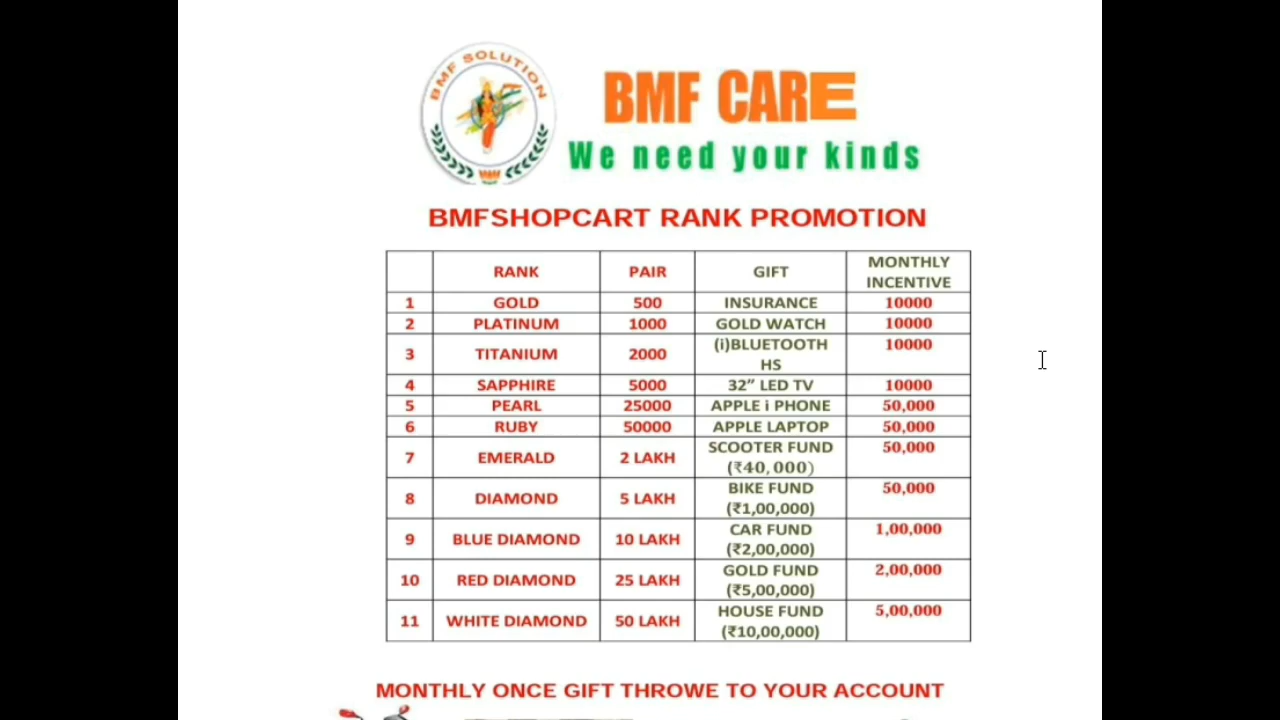 BMF SOLUTION
BMF CARE
We need your kinds
BMFSHOPCART RANK PROMOTION
RANK PAIR GIFT MONTHLY INCENTIVE
1 GOLD 500 INSURANCE 10000
2 PLATINUM 1000 GOLD WATCH 10000
3 TITANIUM 2000 (i)BLUETOOTH HS 10000
4 SAPPHIRE 5000 32” LED TV 10000
5 PEARL 25000 APPLE i PHONE 50,000
6 RUBY 50000 APPLE LAPTOP 50,000
7 EMERALD 2 LAKH SCOOTER FUND (₹40,000) 50,000
8 DIAMOND 5 LAKH BIKE FUND (₹1,00,000) 50,000
9 BLUE DIAMOND 10 LAKH CAR FUND (₹2,00,000) 1,00,000
10 RED DIAMOND 25 LAKH GOLD FUND (₹5,00,000) 2,00,000
11 WHITE DIAMOND 50 LAKH HOUSE FUND (₹10,00,000) 5,00,000
MONTHLY ONCE GIFT THROWE TO YOUR ACCOUNT